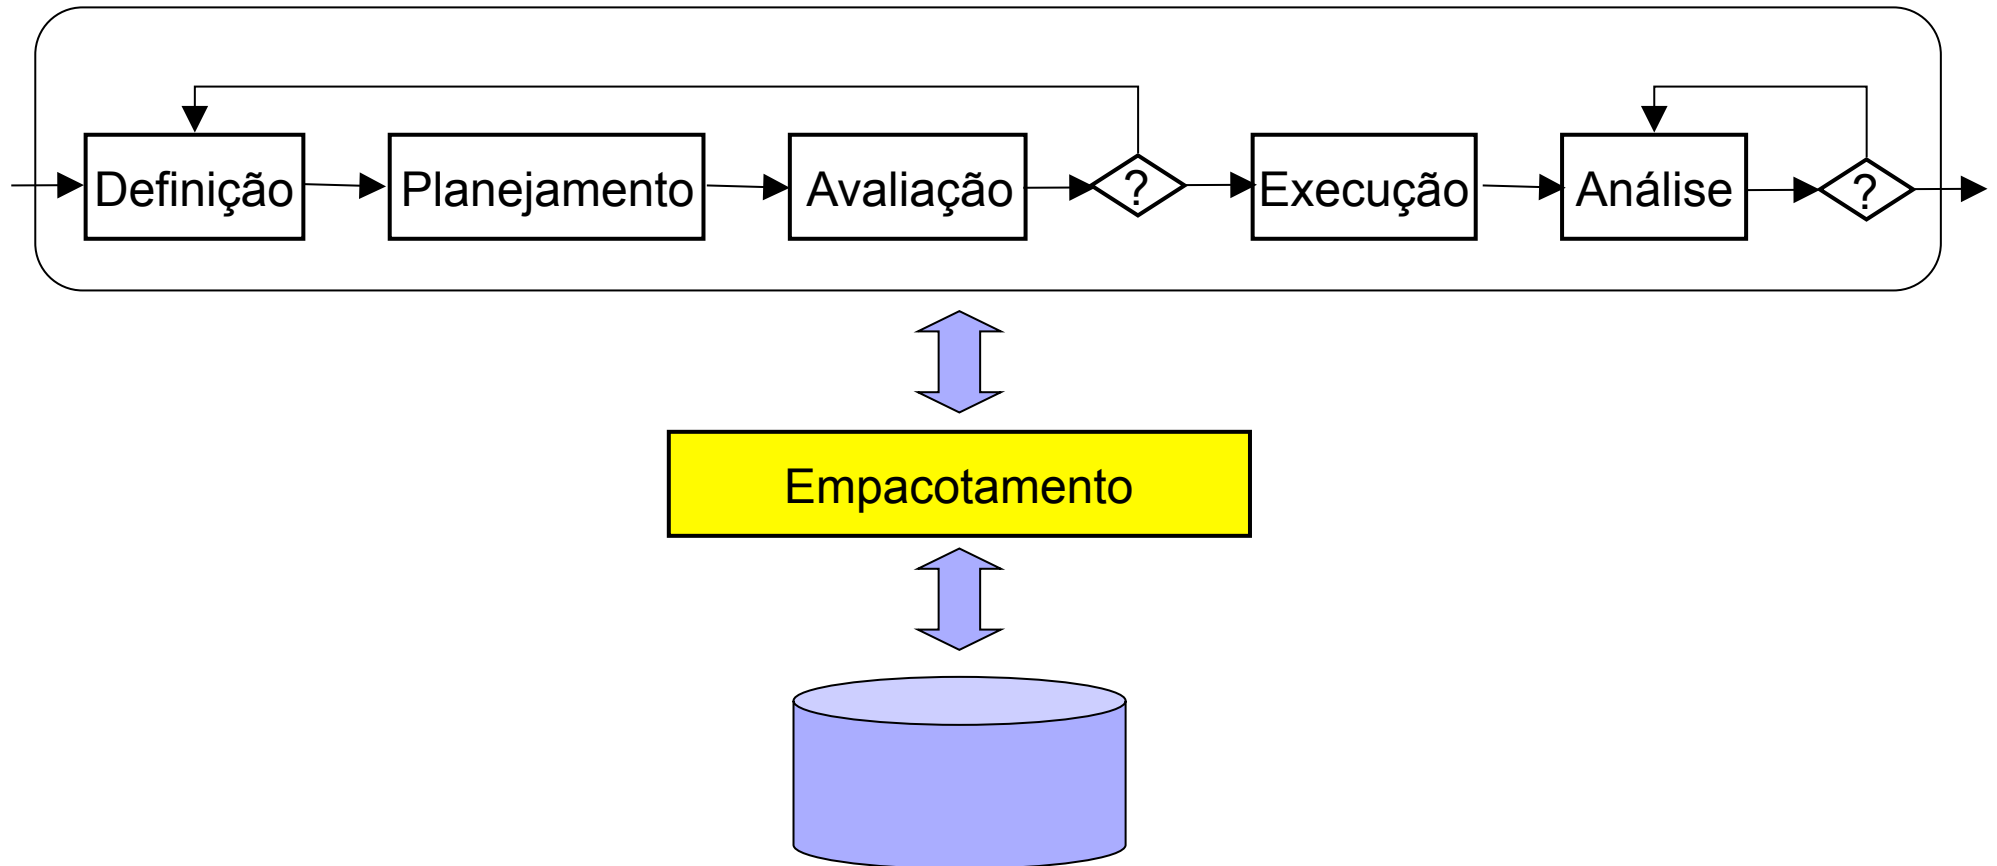 Definição
Planejamento
Avaliação
?
Execução
Análise
?
Empacotamento